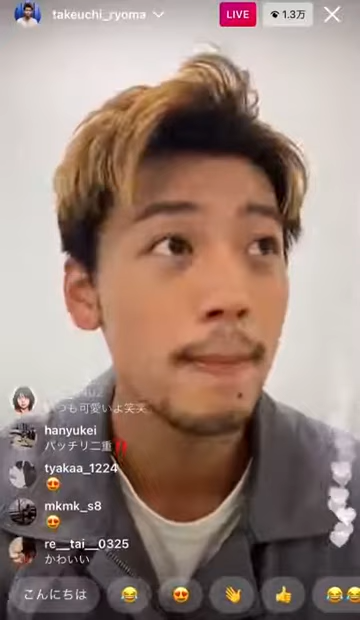 takeuchi_ryoma
LIVE
1.3万
いつも可愛いよ笑笑
hanyukei
パッチリ二重‼️
tyakaa_1224
😍
mkmk_s8
😍
re__tai__0325
かわいい
こんにちは